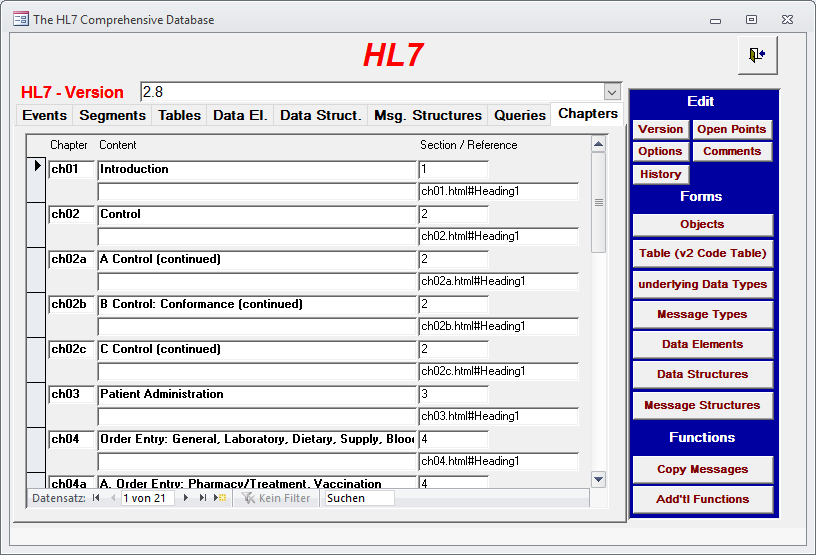 The HL7 Comprehensive Database
HL7
HL7 - Version 2.8
Events Segments Tables Data El. Data Struct. Msg. Structures Queries Chapters
Chapter Content Section / Reference
ch01 Introduction 1
ch01.html#Heading1
ch02 Control 2
ch02.html#Heading1
ch02a A Control (continued) 2
ch02a.html#Heading1
ch02b B Control: Conformance (continued) 2
ch02b.html#Heading1
ch02c C Control (continued) 2
ch02c.html#Heading1
ch03 Patient Administration 3
ch03.html#Heading1
ch04 Order Entry: General, Laboratory, Dietary, Supply, Bloo
4
ch04.html#Heading1
ch04a A. Order Entry: Pharmacy/Treatment, Vaccination 4
Datensatz: 1 von 21 Kein Filter Suchen
Edit
Version Open Points
Options Comments
History
Forms
Objects
Table (v2 Code Table)
underlying Data Types
Message Types
Data Elements
Data Structures
Message Structures
Functions
Copy Messages
Add'tl Functions